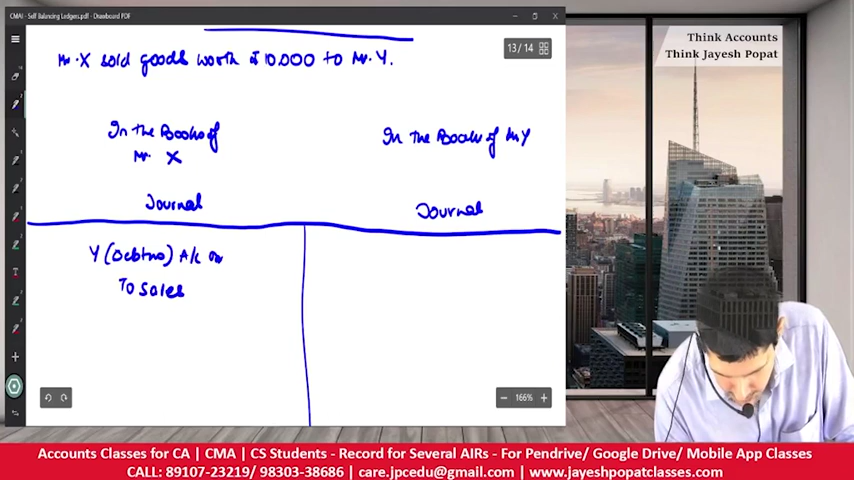 CMAI - Self Balancing Ledgers.pdf - Drawboard PDF
13 / 14
Think Accounts
Think Jayesh Popat
Mr. X sold goods worth ₹ 10,000 to Mr. Y.
In the Books of
Mr. X
In the Books of Mr Y
Journal
Journal
Y (Debtors) A/c Dr
To Sales
166%
Accounts Classes for CA | CMA | CS Students - Record for Several AIRs - For Pendrive/ Google Drive/ Mobile App Classes
CALL: 89107-23219/ 98303-38686 | care.jpcedu@gmail.com | www.jayeshpopatclasses.com